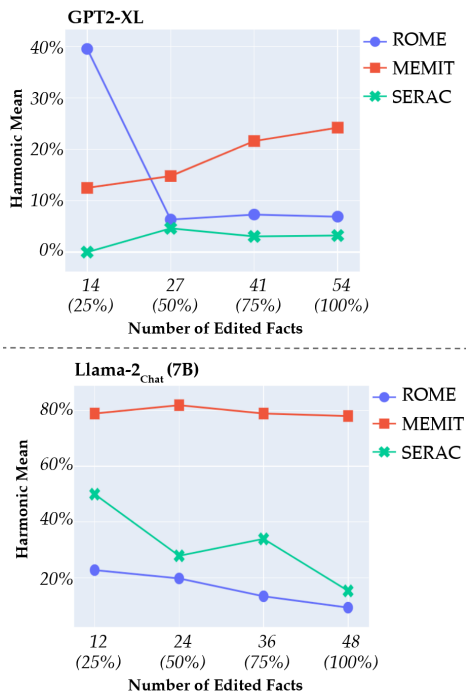 GPT2-XL
ROME
MEMIT
SERAC
Harmonic Mean
40%
30%
20%
10%
0%
14 27 41 54
(25%) (50%) (75%) (100%)
Number of Edited Facts
Llama-2Chat (7B)
ROME
MEMIT
SERAC
Harmonic Mean
80%
60%
40%
20%
12 24 36 48
(25%) (50%) (75%) (100%)
Number of Edited Facts